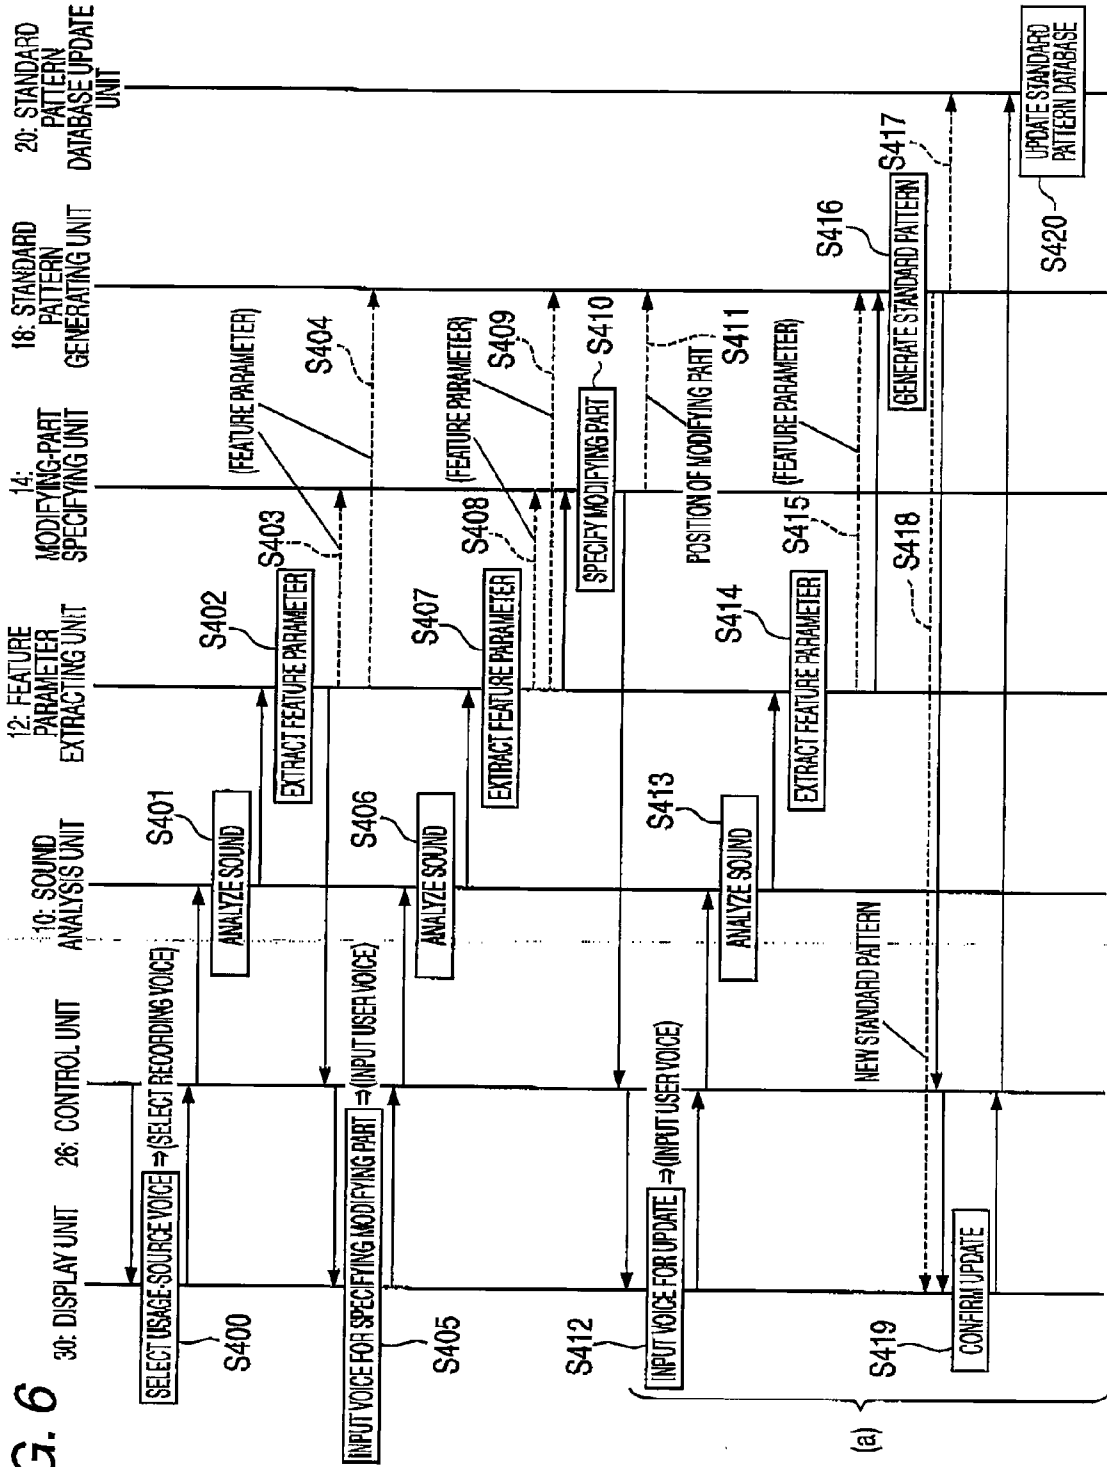 G. 6
30: DISPLAY UNIT
26: CONTROL UNIT
10: SOUND
ANALYSIS UNIT
12: FEATURE
PARAMETER
EXTRACTING UNIT
14:
MODIFYING-PART
SPECIFYING UNIT
18: STANDARD
PATTERN
GENERATING UNIT
20: STANDARD
PATTERN
DATABASE UPDATE
UNIT
SELECT USAGE-SOURCE VOICE ⇒(SELECT RECORDING VOICE)
S400
S401
ANALYZE SOUND
S402
EXTRACT FEATURE PARAMETER
S403
(FEATURE PARAMETER)
S404
INPUT VOICE FOR SPECIFYING MODIFYING PART ⇒(INPUT USER VOICE)
S405
S406
ANALYZE SOUND
S407
EXTRACT FEATURE PARAMETER
S408
(FEATURE PARAMETER)
S409
S410
SPECIFY MODIFYING PART
S411
POSITION OF MODIFYING PART
S412
INPUT VOICE FOR UPDATE ⇒(INPUT USER VOICE)
S413
ANALYZE SOUND
S414
EXTRACT FEATURE PARAMETER
S415
(FEATURE PARAMETER)
S416
GENERATE STANDARD PATTERN
S417
S418
NEW STANDARD PATTERN
S419
CONFIRM UPDATE
S420
UPDATE STANDARD
PATTERN DATABASE
(a)